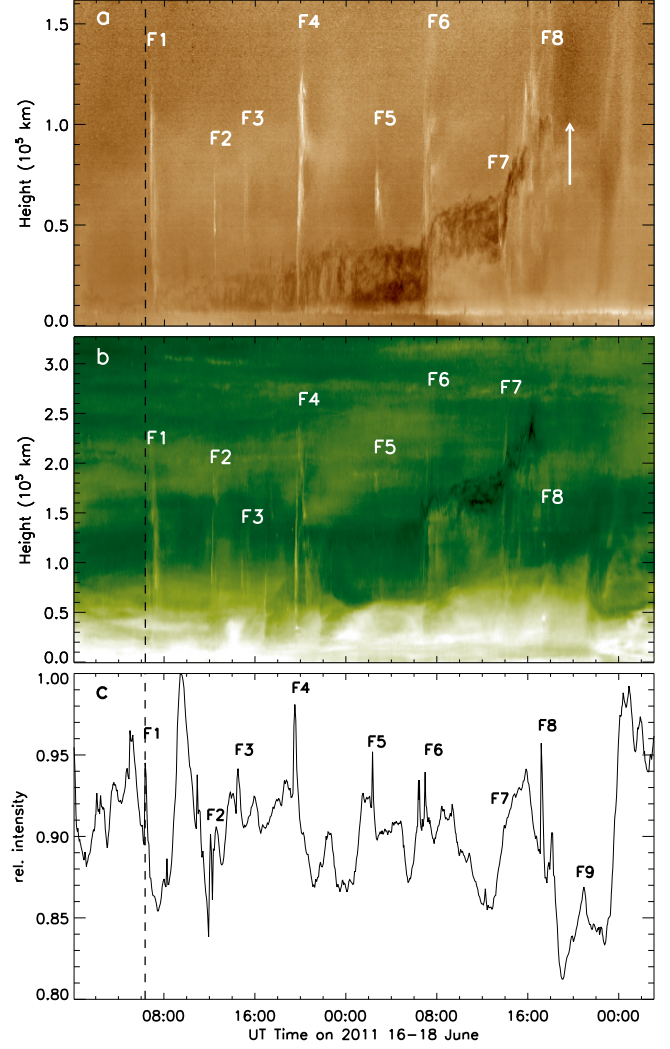 a
1.5
1.0
0.5
0.0
Height (10⁵ km)
F1
F2
F3
F4
F5
F6
F7
F8
b
3.0
2.5
2.0
1.5
1.0
0.5
0.0
Height (10⁵ km)
F1
F2
F3
F4
F5
F6
F7
F8
c
1.00
0.95
0.90
0.85
0.80
rel. intensity
F1
F2
F3
F4
F5
F6
F7
F8
F9
08:00 16:00 00:00 08:00 16:00 00:00
UT Time on 2011 16-18 June